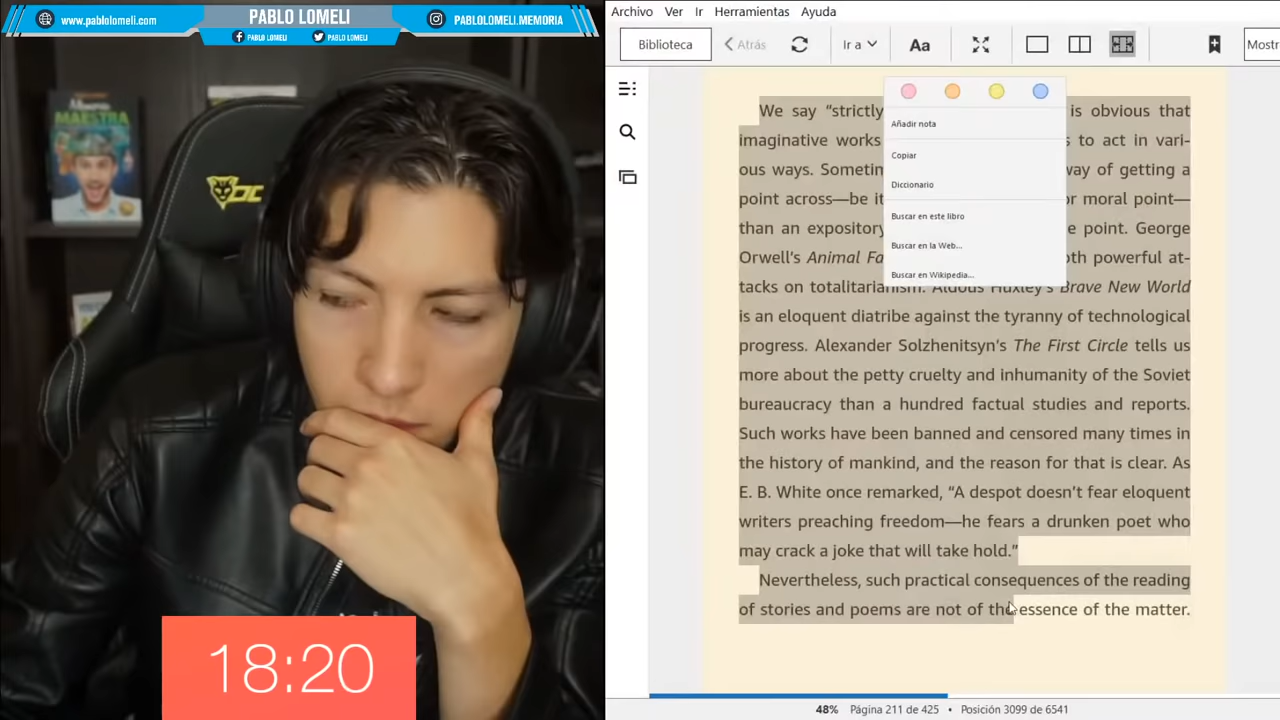 www.pablolomeli.com
PABLO LOMELI
PABLOLOMELI.MEMORIA
PABLO LOMELI
PABLO LOMELI
MAESTRA
18:20
Archivo Ver Ir Herramientas Ayuda
Biblioteca Atrás Ir a Aa Mostr
Añadir nota
Copiar
Diccionario
Buscar en este libro
Buscar en la Web...
Buscar en Wikipedia...
We say “strictly is obvious that
imaginative works s to act in vari-
ous ways. Sometim way of getting a
point across—be it or moral point—
than an expository e point. George
Orwell’s Animal Fa oth powerful at-
tacks on totalitarianism. Aldous Huxley’s Brave New World
is an eloquent diatribe against the tyranny of technological
progress. Alexander Solzhenitsyn’s The First Circle tells us
more about the petty cruelty and inhumanity of the Soviet
bureaucracy than a hundred factual studies and reports.
Such works have been banned and censored many times in
the history of mankind, and the reason for that is clear. As
E. B. White once remarked, “A despot doesn’t fear eloquent
writers preaching freedom—he fears a drunken poet who
may crack a joke that will take hold.”
Nevertheless, such practical consequences of the reading
of stories and poems are not of the essence of the matter.
48% Página 211 de 425 • Posición 3099 de 6541